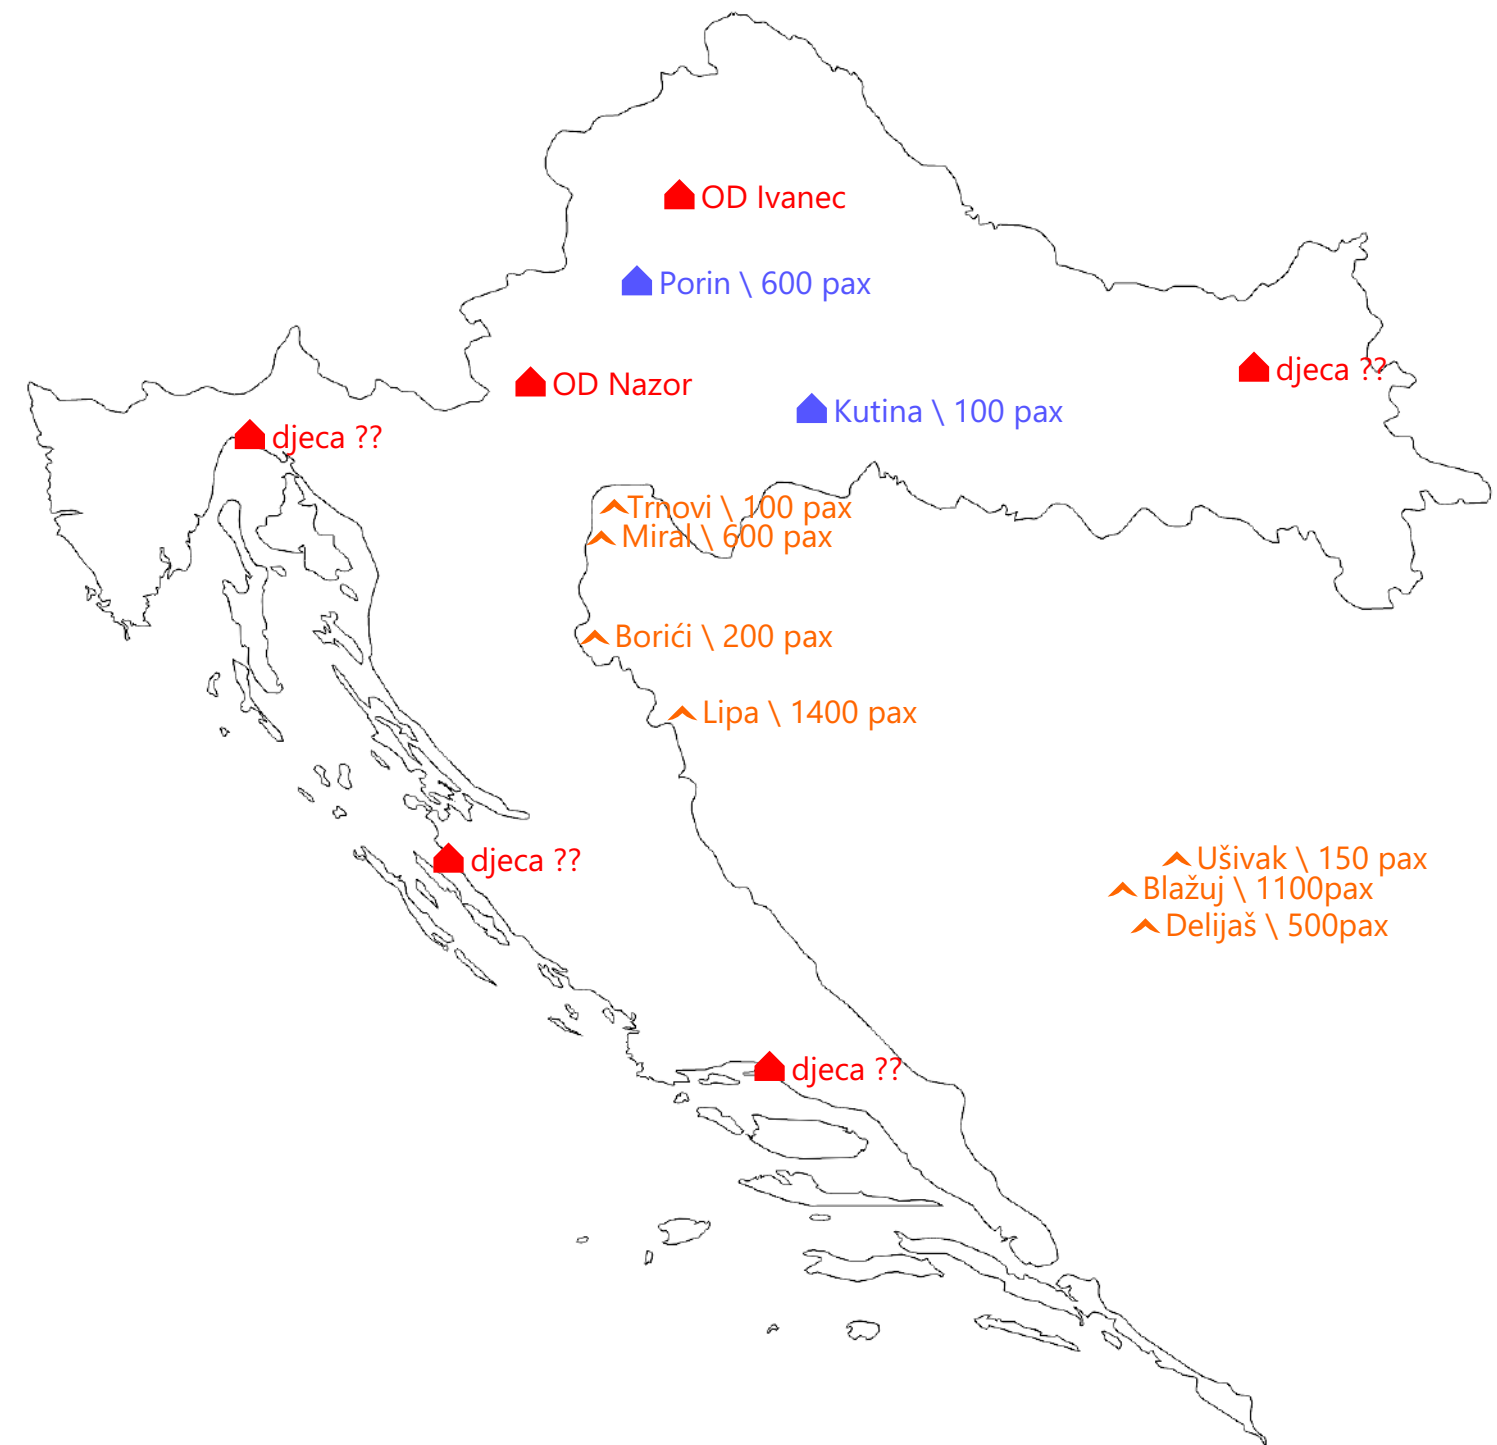 OD Ivanec
Porin \ 600 pax
djeca ??
OD Nazor
Kutina \ 100 pax
djeca ??
Trnovi \ 100 pax
Miral \ 600 pax
Borići \ 200 pax
Lipa \ 1400 pax
djeca ??
Ušivak \ 150 pax
Blažuj \ 1100pax
Delijaš \ 500pax
djeca ??